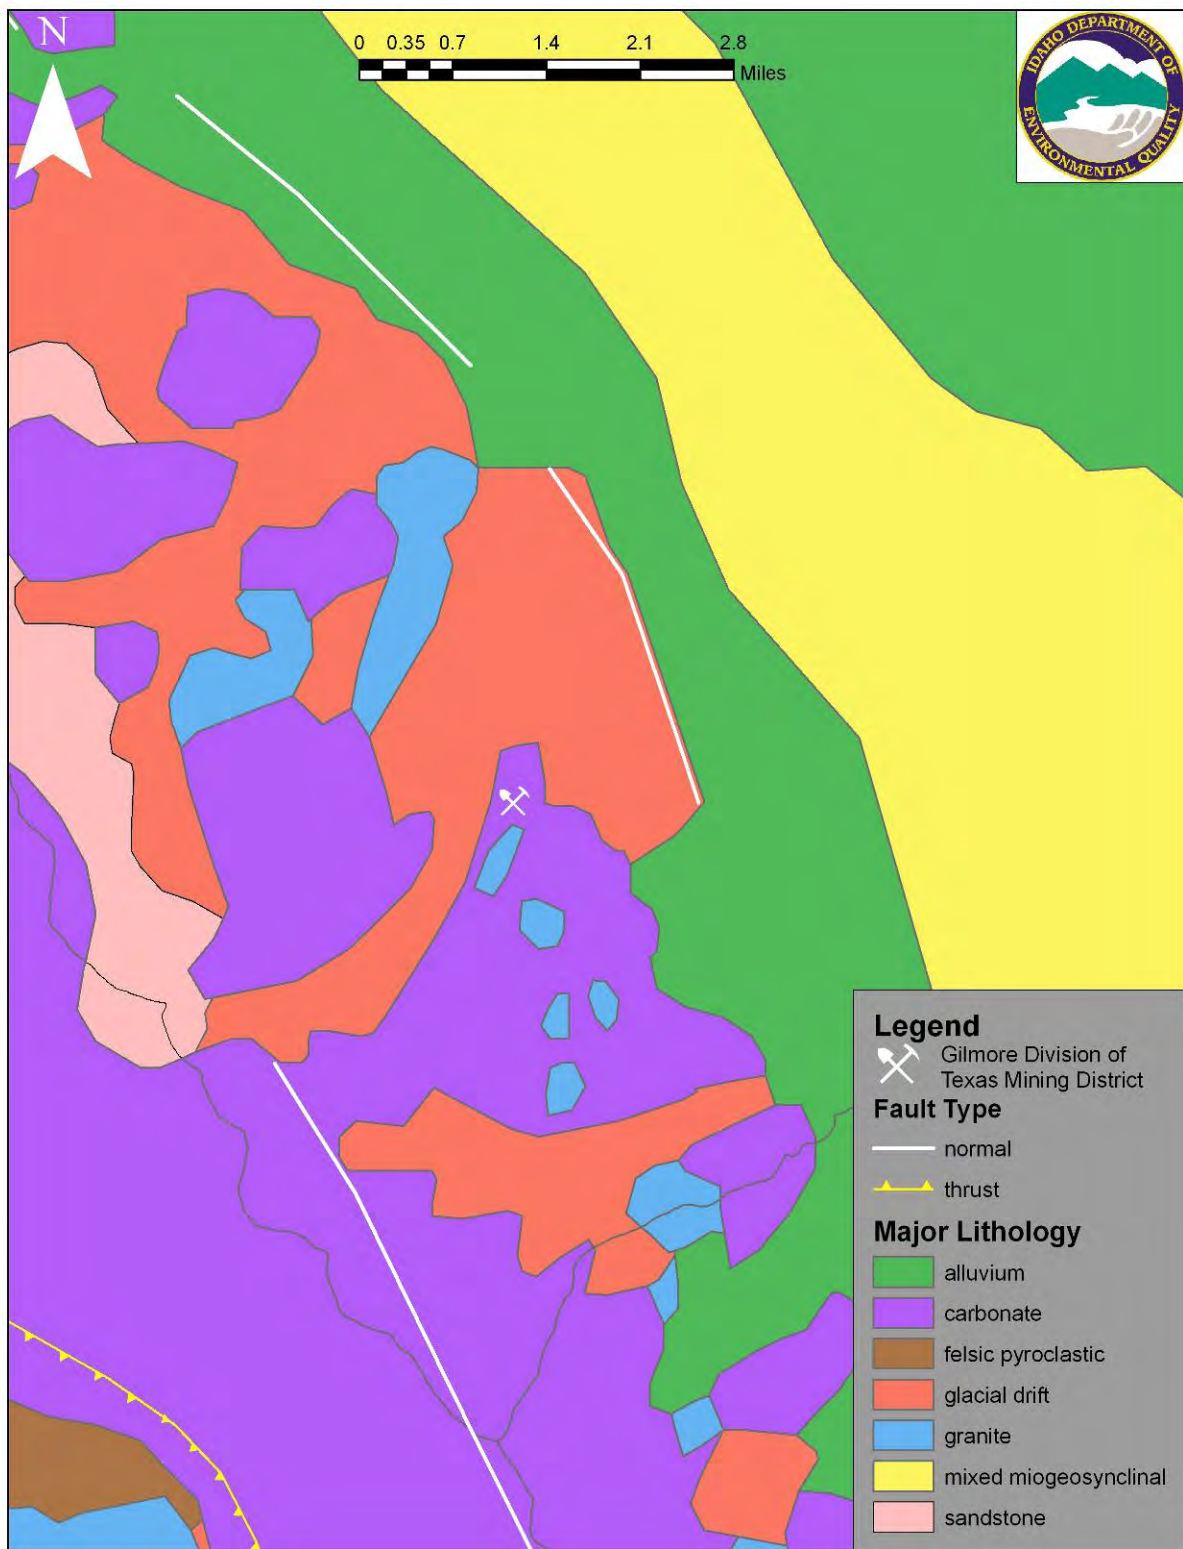 N
0 0.35 0.7 1.4 2.1 2.8
Miles
IDAHO DEPARTMENT OF
ENVIRONMENTAL QUALITY
Legend
Gilmore Division of
Texas Mining District
Fault Type
normal
thrust
Major Lithology
alluvium
carbonate
felsic pyroclastic
glacial drift
granite
mixed miogeosynclinal
sandstone